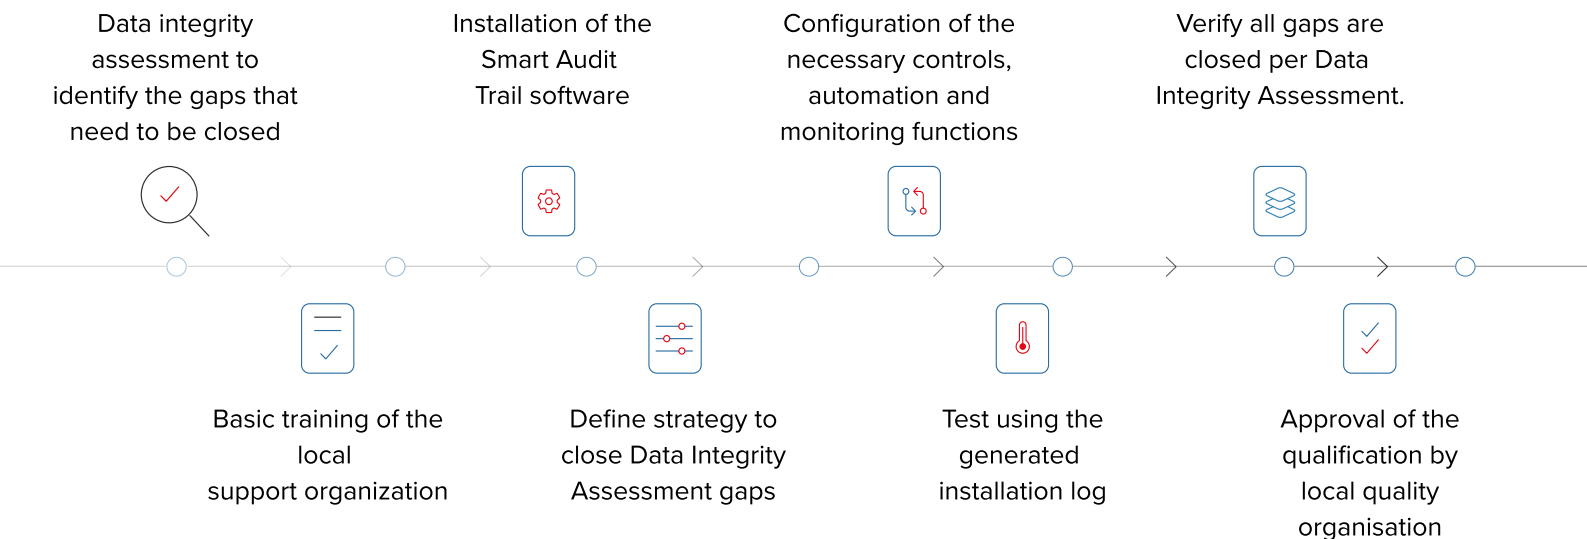 Data integrity
assessment to
identify the gaps that
need to be closed
Basic training of the
local
support organization
Installation of the
Smart Audit
Trail software
Define strategy to
close Data Integrity
Assessment gaps
Configuration of the
necessary controls,
automation and
monitoring functions
Test using the
generated
installation log
Verify all gaps are
closed per Data
Integrity Assessment.
Approval of the
qualification by
local quality
organisation